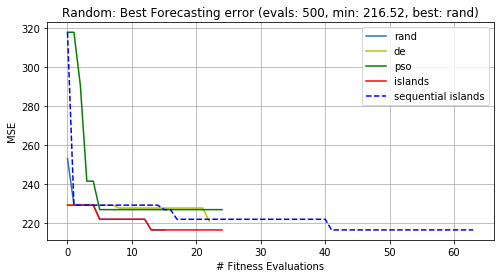 Random: Best Forecasting error (evals: 500, min: 216.52, best: rand)
320
300
280
260
240
220
MSE
rand
de
pso
islands
sequential islands
0 10 20 30 40 50 60
# Fitness Evaluations